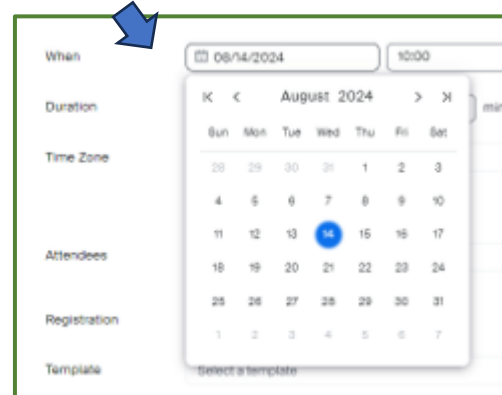 When 08/14/2024 10:00
August 2024
Duration min
Sun Mon Tue Wed Thu Fri Sat
Time Zone
28 29 30 31 1 2 3
4 5 6 7 8 9 10
11 12 13 14 15 16 17
Attendees
18 19 20 21 22 23 24
25 26 27 28 29 30 31
Registration
1 2 3 4 5 6 7
Template Select a template